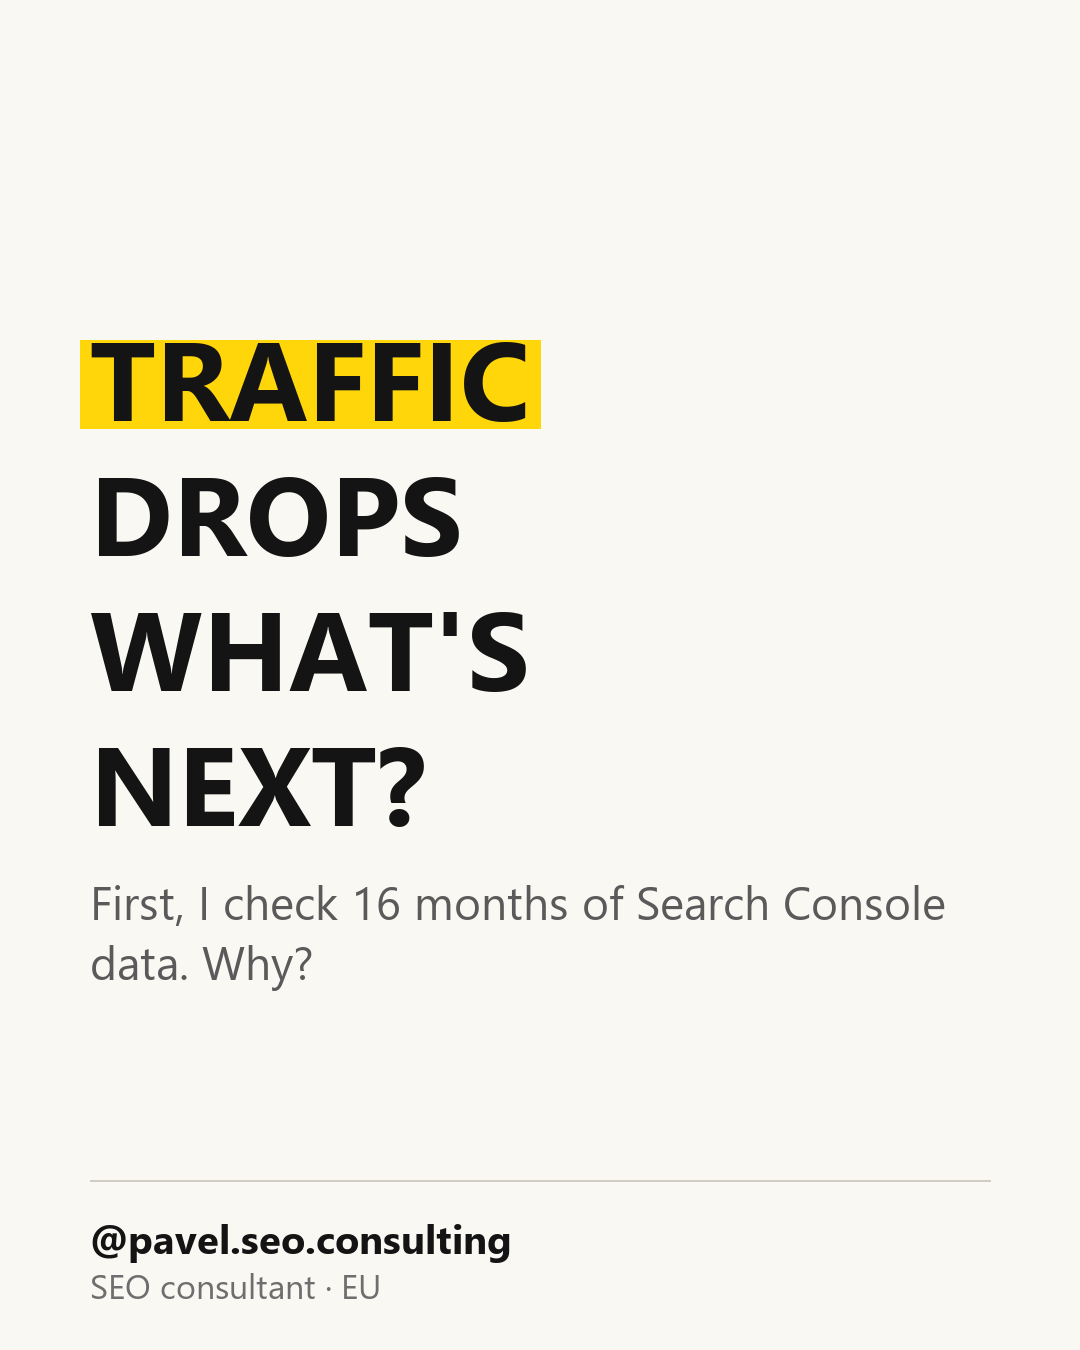 TRAFFIC
DROPS
WHAT'S
NEXT?
First, I check 16 months of Search Console
data. Why?
@pavel.seo.consulting
SEO consultant · EU